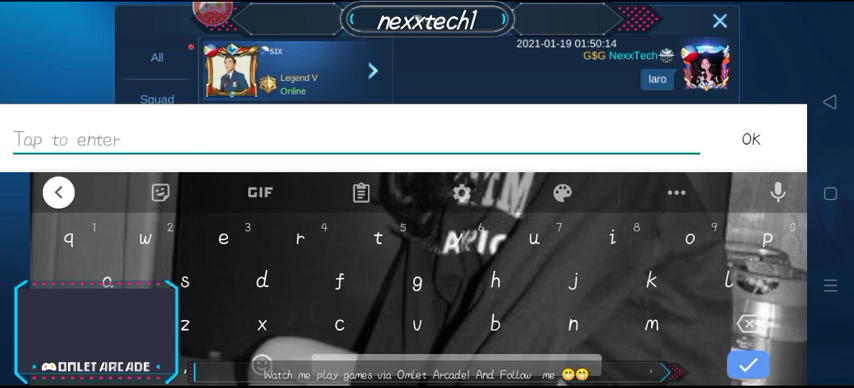 nexxtech1
All
six
Legend V
Online
Squad
2021-01-19 01:50:14
G$G NexxTech
laro
Tap to enter
OK
GIF
1 2 3 4 5 6 7 8 9 0
q w e r t y u i o p
a s d f g h j k l
z x c v b n m
,
.
OMLET ARCADE
Watch me play games via Omlet Arcade! And Follow me 😁😁